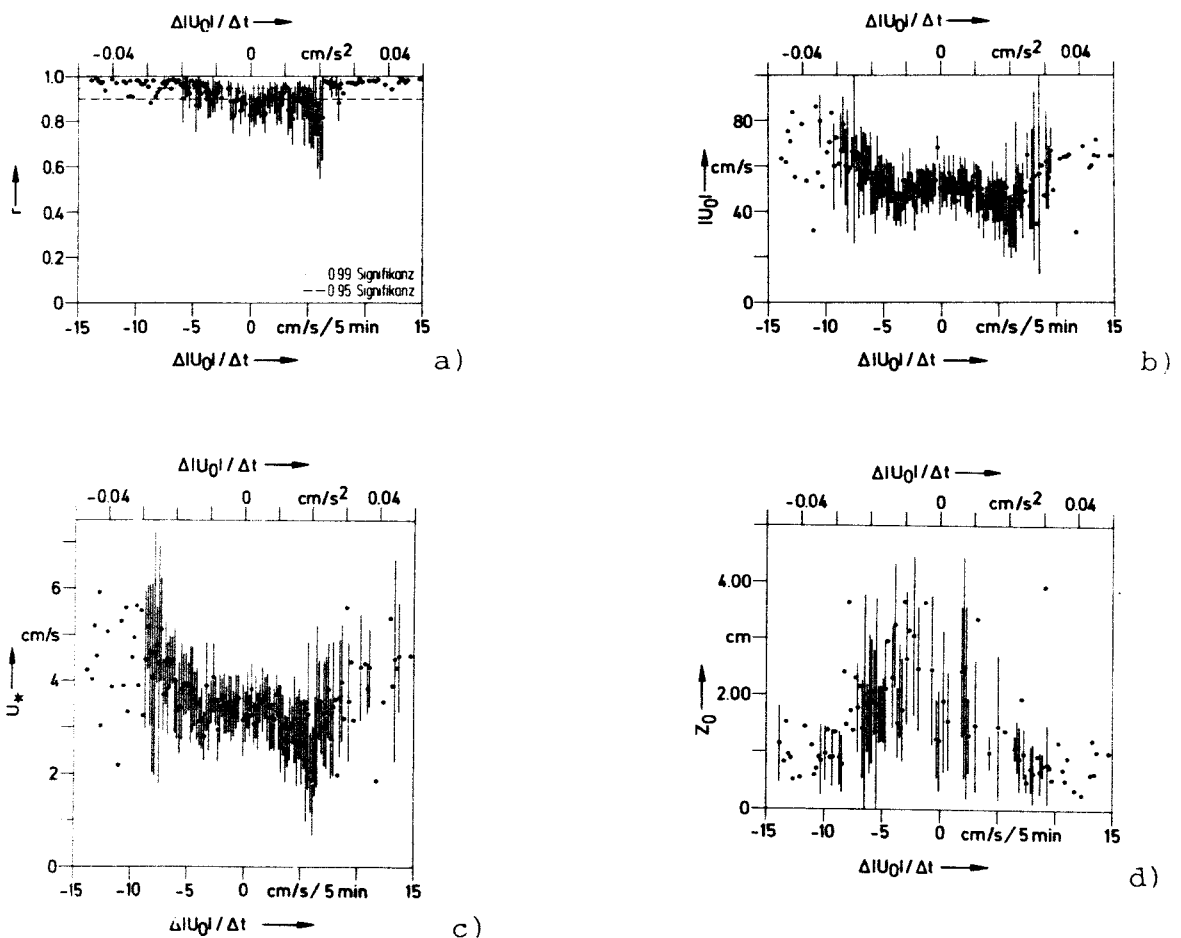 Δ|U₀|/Δt
-0.04 0 cm/s² 0.04
1.0
0.8
0.6
r
0.4
0.2
0
0.99 Signifikanz
0.95 Signifikanz
-15 -10 -5 0 cm/s/5 min 15
Δ|U₀|/Δt
a)
Δ|U₀|/Δt
-0.04 0 cm/s² 0.04
80
cm/s
|U₀|
40
0
-15 -10 -5 0 cm/s/5 min 15
Δ|U₀|/Δt
b)
Δ|U₀|/Δt
-0.04 0 cm/s² 0.04
6
cm/s
U*
4
2
0
-15 -10 -5 0 cm/s/5 min 15
Δ|U₀|/Δt
c)
Δ|U₀|/Δt
-0.04 0 cm/s² 0.04
4.00
cm
Z₀
2.00
0
-15 -10 -5 0 cm/s/5 min 15
Δ|U₀|/Δt
d)